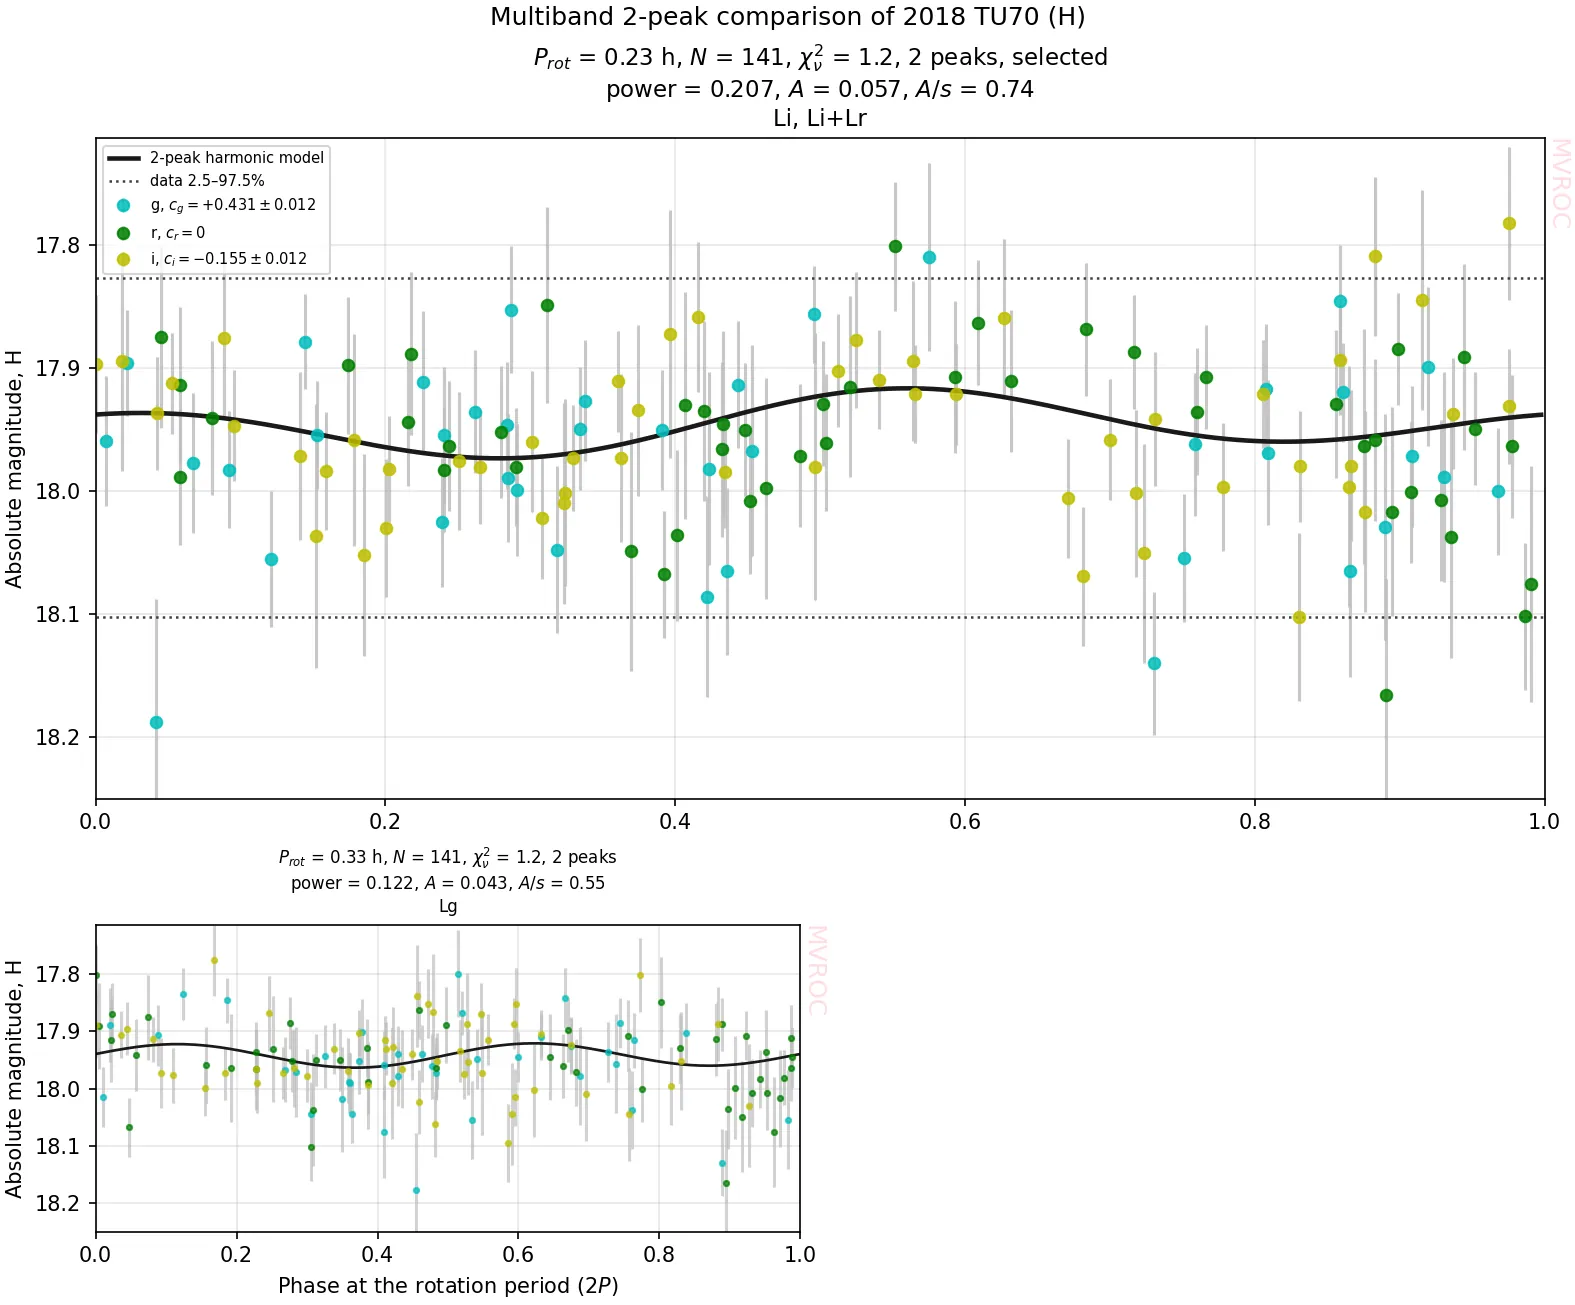 Multiband 2-peak comparison of 2018 TU70 (H)
P_rot = 0.23 h, N = 141, χ²_ν = 1.2, 2 peaks, selected
power = 0.207, A = 0.057, A/s = 0.74
Li, Li+Lr
2-peak harmonic model
data 2.5–97.5%
g, c_g = +0.431 ± 0.012
r, c_r = 0
i, c_i = −0.155 ± 0.012
MVROC
Absolute magnitude, H
17.8
17.9
18.0
18.1
18.2
0.0 0.2 0.4 0.6 0.8 1.0
P_rot = 0.33 h, N = 141, χ²_ν = 1.2, 2 peaks
power = 0.122, A = 0.043, A/s = 0.55
Lg
MVROC
Absolute magnitude, H
17.8
17.9
18.0
18.1
18.2
0.0 0.2 0.4 0.6 0.8 1.0
Phase at the rotation period (2P)